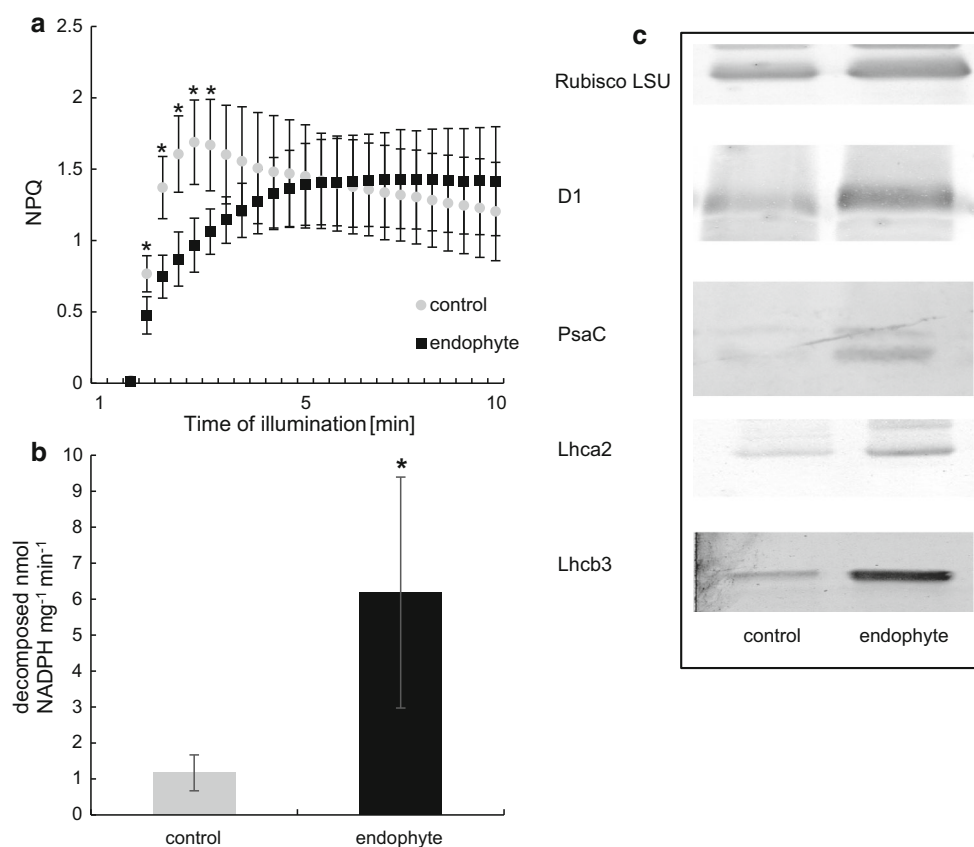 a
2.5
2
1.5
1
0.5
0
NPQ
* * * * *
control
endophyte
1 5 10
Time of illumination [min]
b
10
9
8
7
6
5
4
3
2
1
0
decomposed nmol
NADPH mg⁻¹ min⁻¹
*
control endophyte
c
Rubisco LSU
D1
PsaC
Lhca2
Lhcb3
control endophyte